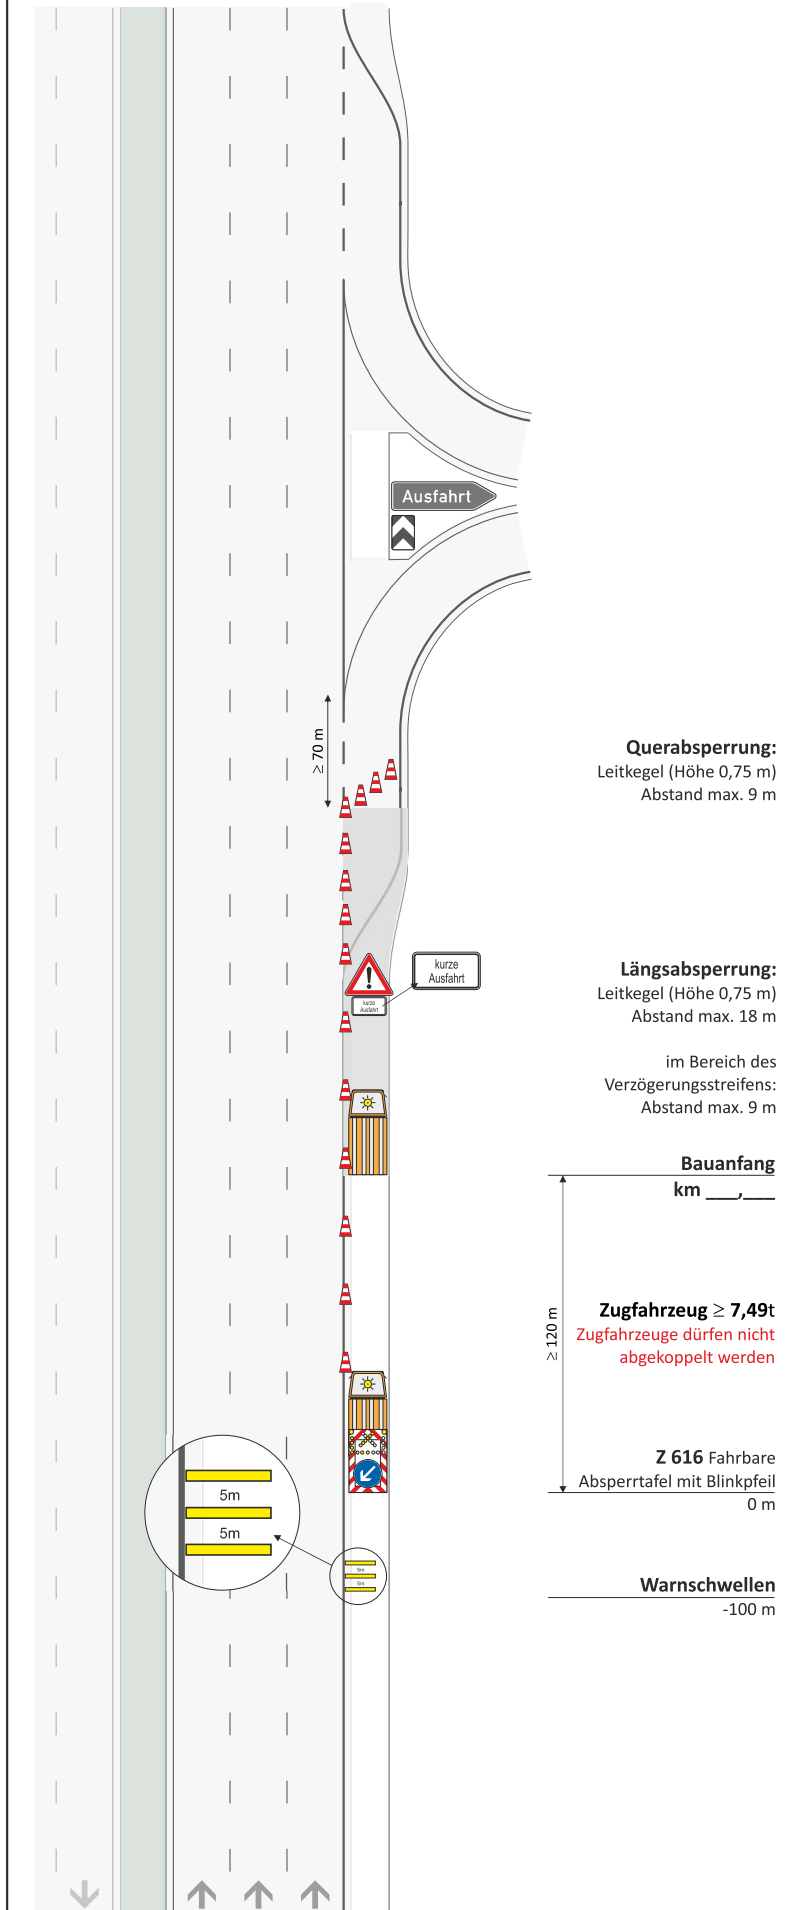 Ausfahrt
≥ 70 m
Querabsperrung:
Leitkegel (Höhe 0,75 m)
Abstand max. 9 m
kurze
Ausfahrt
kurze
Ausfahrt
Längsabsperrung:
Leitkegel (Höhe 0,75 m)
Abstand max. 18 m
im Bereich des
Verzögerungsstreifens:
Abstand max. 9 m
Bauanfang
km ___,___
≥ 120 m
Zugfahrzeug ≥ 7,49t
Zugfahrzeuge dürfen nicht
abgekoppelt werden
Z 616 Fahrbare
Absperrtafel mit Blinkpfeil
0 m
5m
5m
5m
5m
Warnschwellen
-100 m